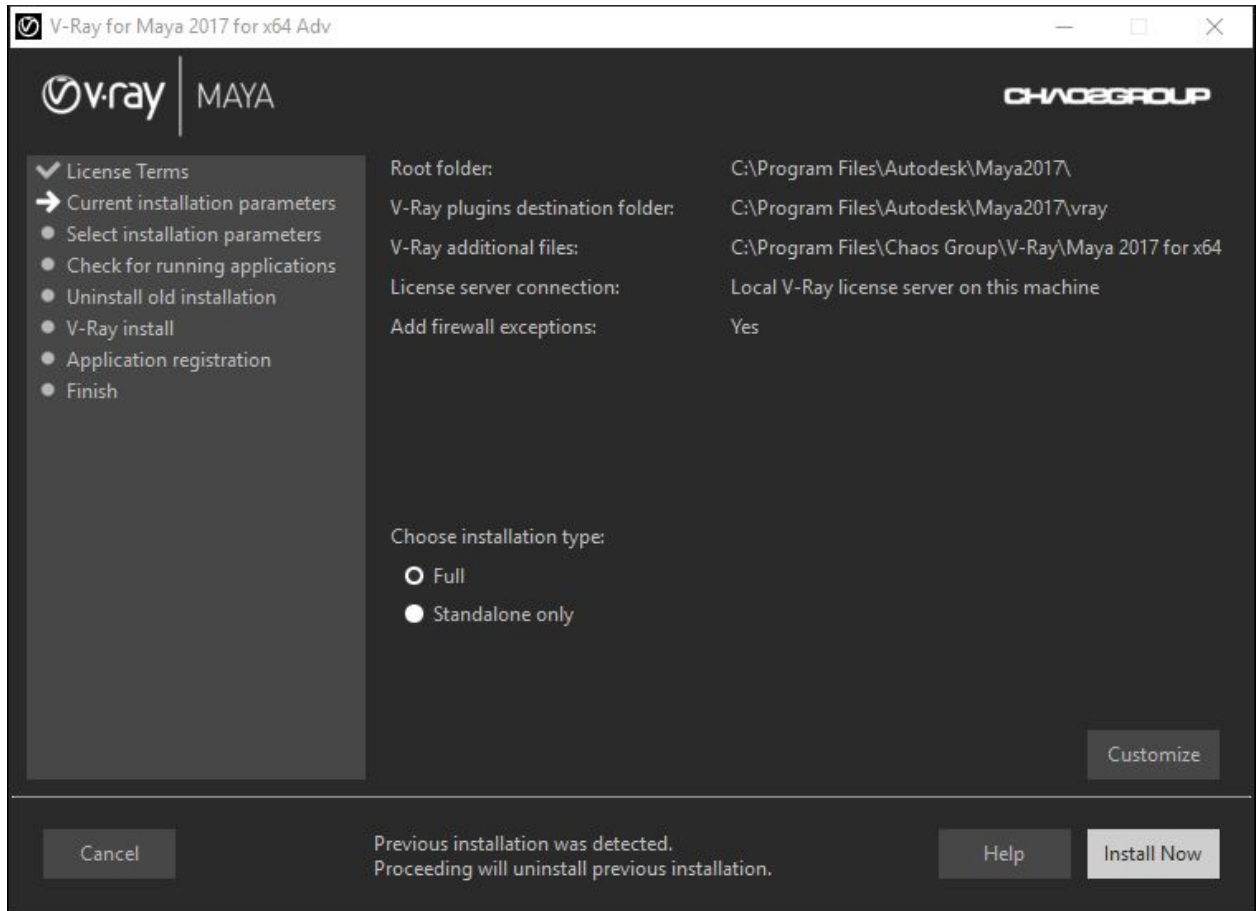 V-Ray for Maya 2017 for x64 Adv
v·ray | MAYA
CHAOSGROUP
License Terms
Current installation parameters
Select installation parameters
Check for running applications
Uninstall old installation
V-Ray install
Application registration
Finish
Root folder: C:\Program Files\Autodesk\Maya2017\
V-Ray plugins destination folder: C:\Program Files\Autodesk\Maya2017\vray
V-Ray additional files: C:\Program Files\Chaos Group\V-Ray\Maya 2017 for x64
License server connection: Local V-Ray license server on this machine
Add firewall exceptions: Yes
Choose installation type:
Full
Standalone only
Customize
Cancel
Previous installation was detected.
Proceeding will uninstall previous installation.
Help
Install Now